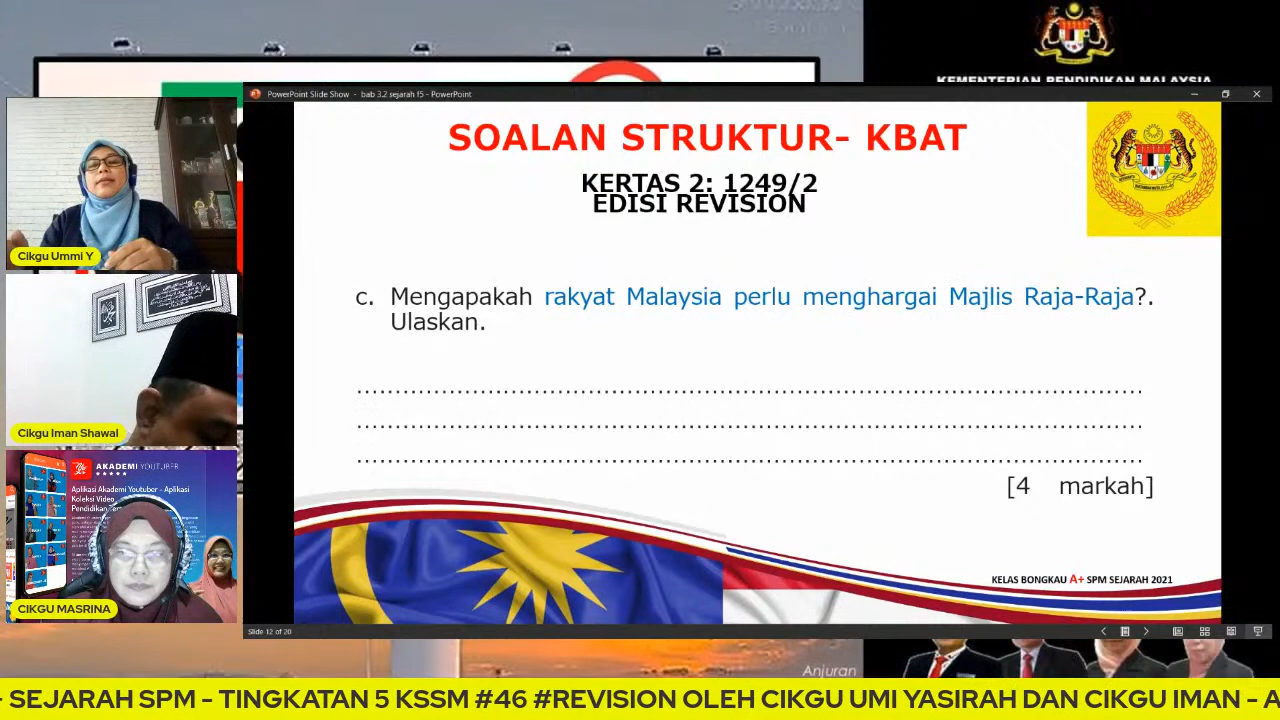 KEMENTERIAN PENDIDIKAN MALAYSIA
PowerPoint Slide Show - bab 3.2 sejarah f5 - PowerPoint
SOALAN STRUKTUR- KBAT
KERTAS 2: 1249/2
EDISI REVISION
c. Mengapakah rakyat Malaysia perlu menghargai Majlis Raja-Raja?.
Ulaskan.
[4 markah]
KELAS BONGKAU A+ SPM SEJARAH 2021
Slide 12 of 20
Cikgu Ummi Y
Cikgu Iman Shawal
AKADEMI YOUTUBER
Aplikasi Akademi Youtuber - Aplikasi
Koleksi Video
Pendidikan
CIKGU MASRINA
Anjuran
- SEJARAH SPM - TINGKATAN 5 KSSM #46 #REVISION OLEH CIKGU UMI YASIRAH DAN CIKGU IMAN - A